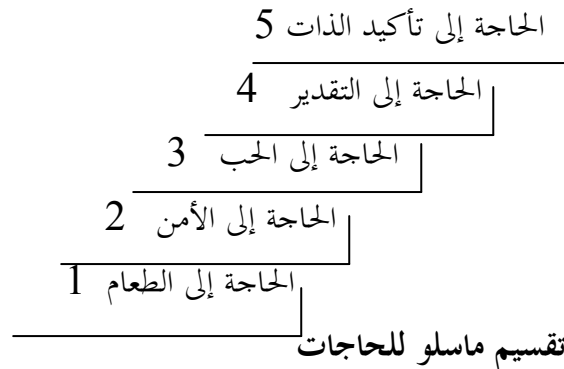 الحاجة إلى تأكيد الذات 5
الحاجة إلى التقدير 4
الحاجة إلى الحب 3
الحاجة إلى الأمن 2
الحاجة إلى الطعام 1
تقسيم ماسلو للحاجات